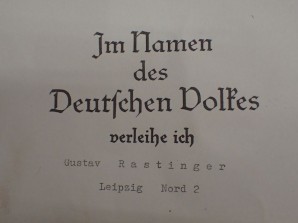 Im Namen
des
Deutſchen Volkes
verleihe ich
Gustav Rastinger
Leipzig Nord 2